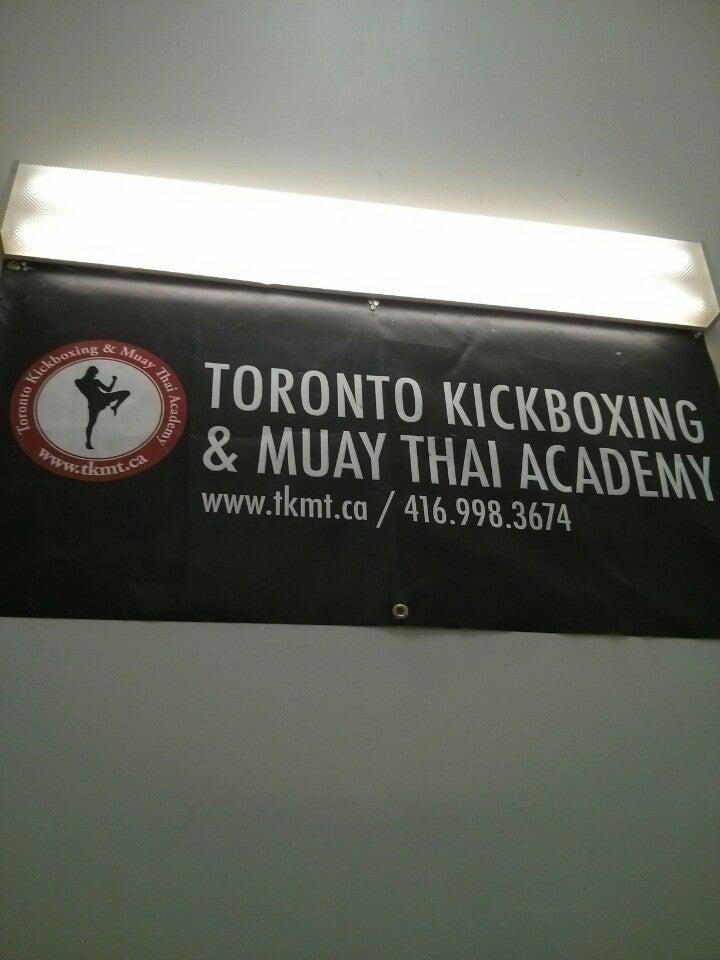 Toronto Kickboxing & Muay Thai Academy
www.tkmt.ca
TORONTO KICKBOXING
& MUAY THAI ACADEMY
www.tkmt.ca / 416.998.3674